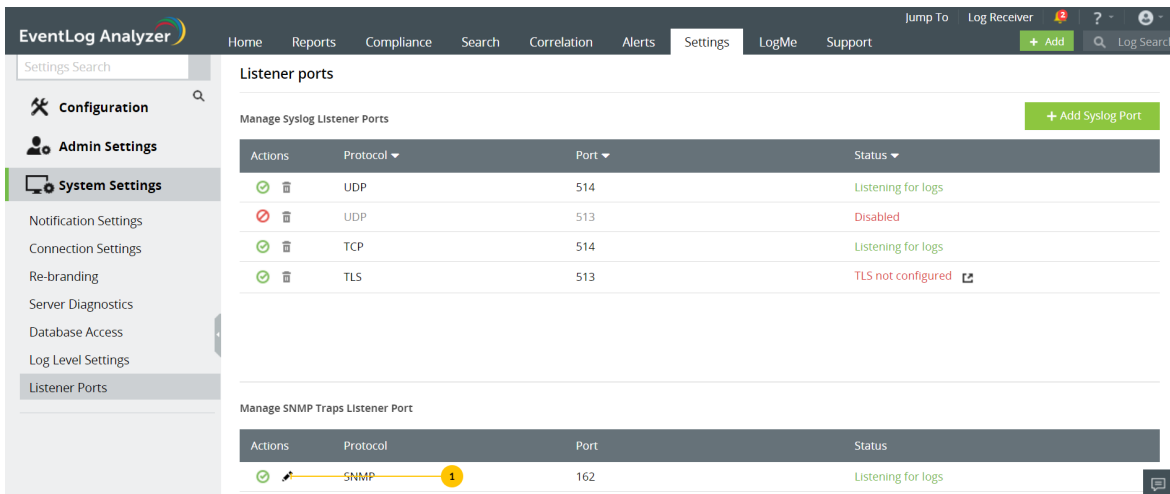 Jump To Log Receiver 2 ?
EventLog Analyzer
Home Reports Compliance Search Correlation Alerts Settings LogMe Support + Add Log Search
Settings Search
Listener ports
Configuration
Manage Syslog Listener Ports
+ Add Syslog Port
Admin Settings
Actions Protocol Port Status
System Settings
UDP 514 Listening for logs
Notification Settings
UDP 513 Disabled
Connection Settings
TCP 514 Listening for logs
Re-branding
TLS 513 TLS not configured
Server Diagnostics
Database Access
Log Level Settings
Listener Ports
Manage SNMP Traps Listener Port
Actions Protocol Port Status
SNMP 1 162 Listening for logs